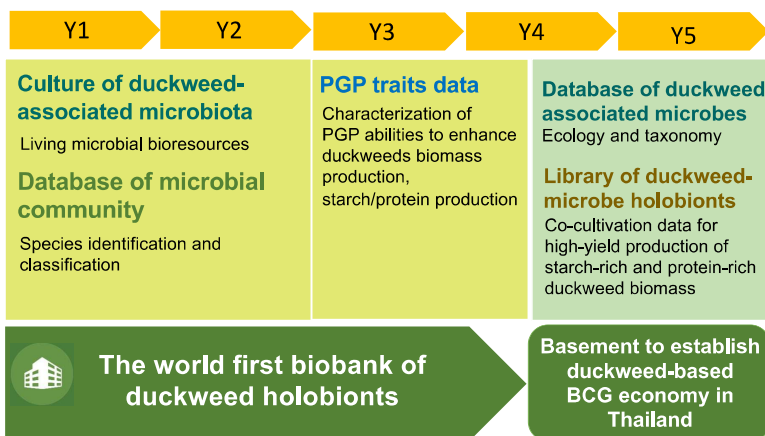 Y1
Y2
Y3
Y4
Y5
Culture of duckweed-
associated microbiota
Living microbial bioresources
Database of microbial
community
Species identification and
classification
PGP traits data
Characterization of
PGP abilities to enhance
duckweeds biomass
production,
starch/protein production
Database of duckweed
associated microbes
Ecology and taxonomy
Library of duckweed-
microbe holobionts
Co-cultivation data for
high-yield production of
starch-rich and protein-rich
duckweed biomass
The world first biobank of
duckweed holobionts
Basement to establish
duckweed-based
BCG economy in
Thailand